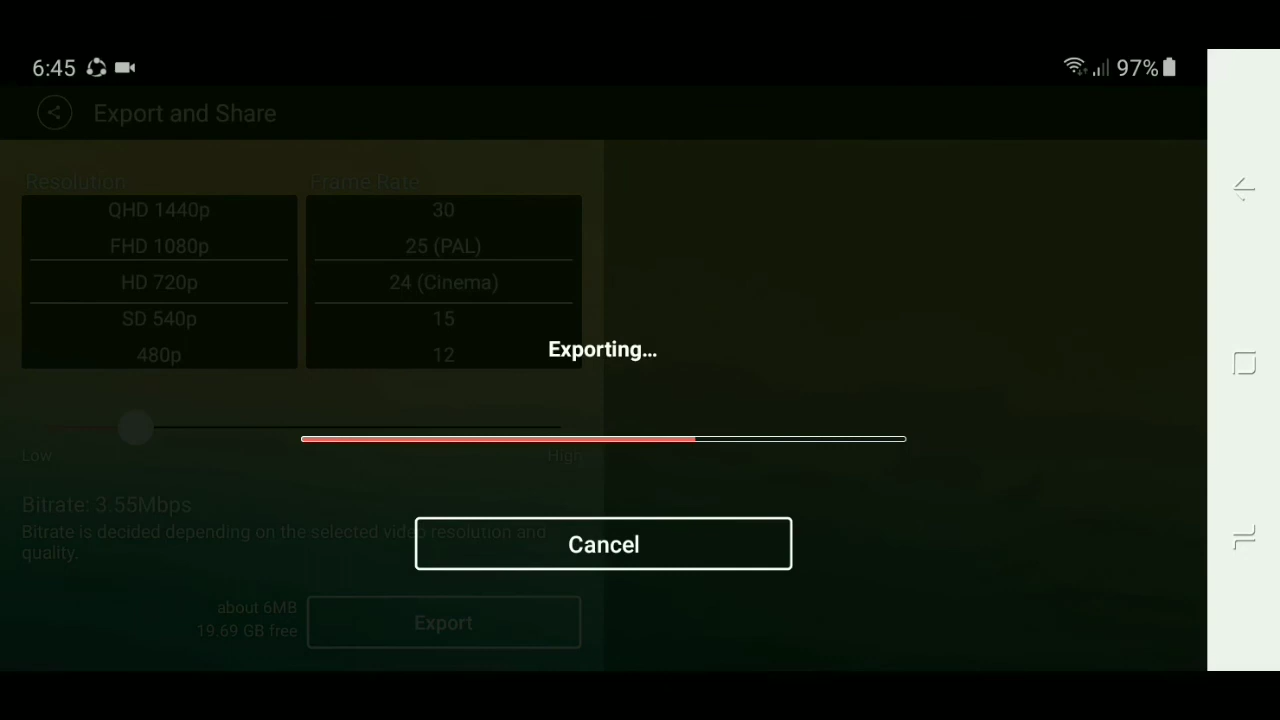 6:45
97%
Export and Share
Resolution
Frame Rate
QHD 1440p
30
FHD 1080p
25 (PAL)
HD 720p
24 (Cinema)
SD 540p
15
480p
12
Exporting...
Low
High
Bitrate: 3.55Mbps
Bitrate is decided depending on the selected video resolution and
quality.
Cancel
about 6MB
19.69 GB free
Export